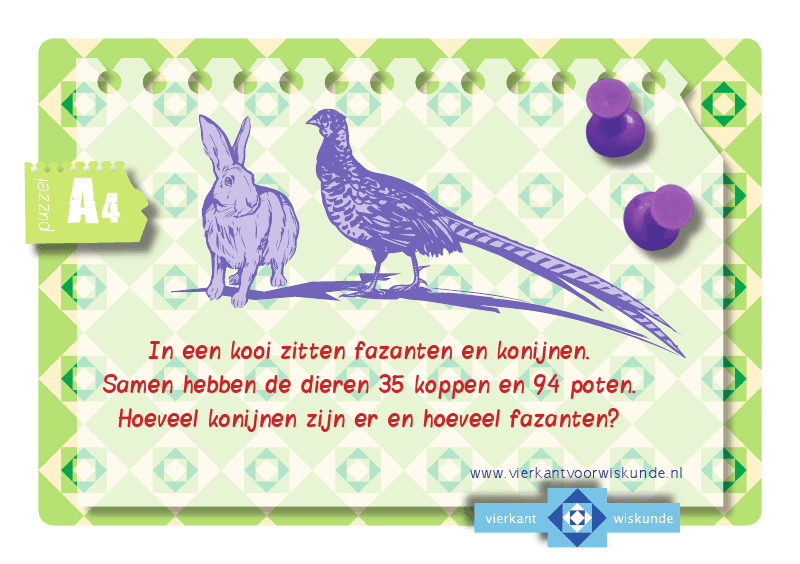 puzzel
A4
In een kooi zitten fazanten en konijnen.
Samen hebben de dieren 35 koppen en 94 poten.
Hoeveel konijnen zijn er en hoeveel fazanten?
www.vierkantvoorwiskunde.nl
vierkant wiskunde